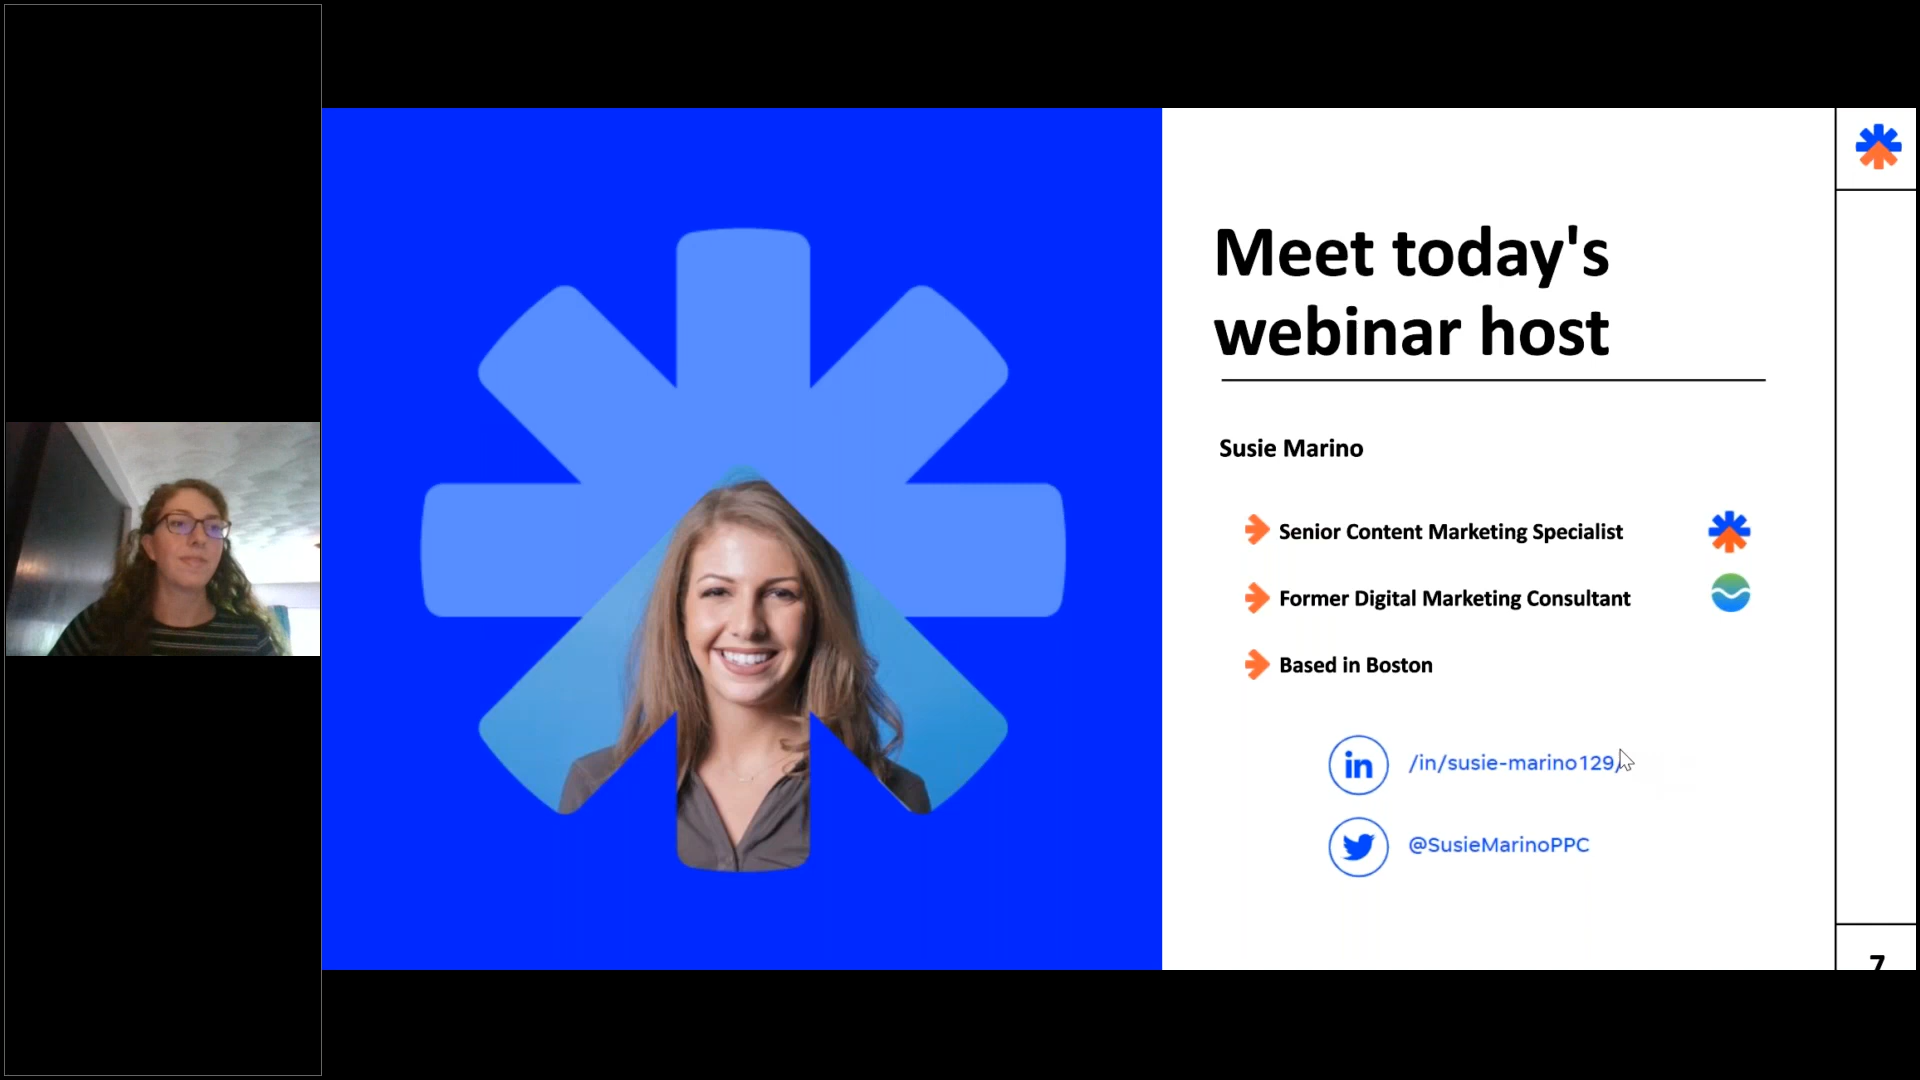 Meet today's
webinar host
Susie Marino
Senior Content Marketing Specialist
Former Digital Marketing Consultant
Based in Boston
in
/in/susie-marino129/
@SusieMarinoPPC
7